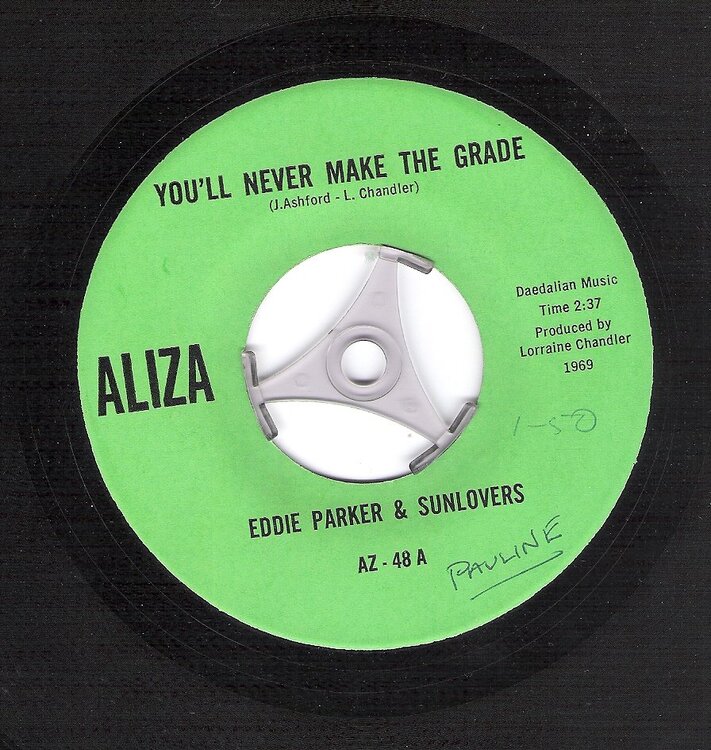 YOU'LL NEVER MAKE THE GRADE
(J.Ashford - L. Chandler)
Daedalian Music
Time 2:37
Produced by
Lorraine Chandler
1969
ALIZA
1-50
EDDIE PARKER & SUNLOVERS
AZ - 48 A
PAULINE